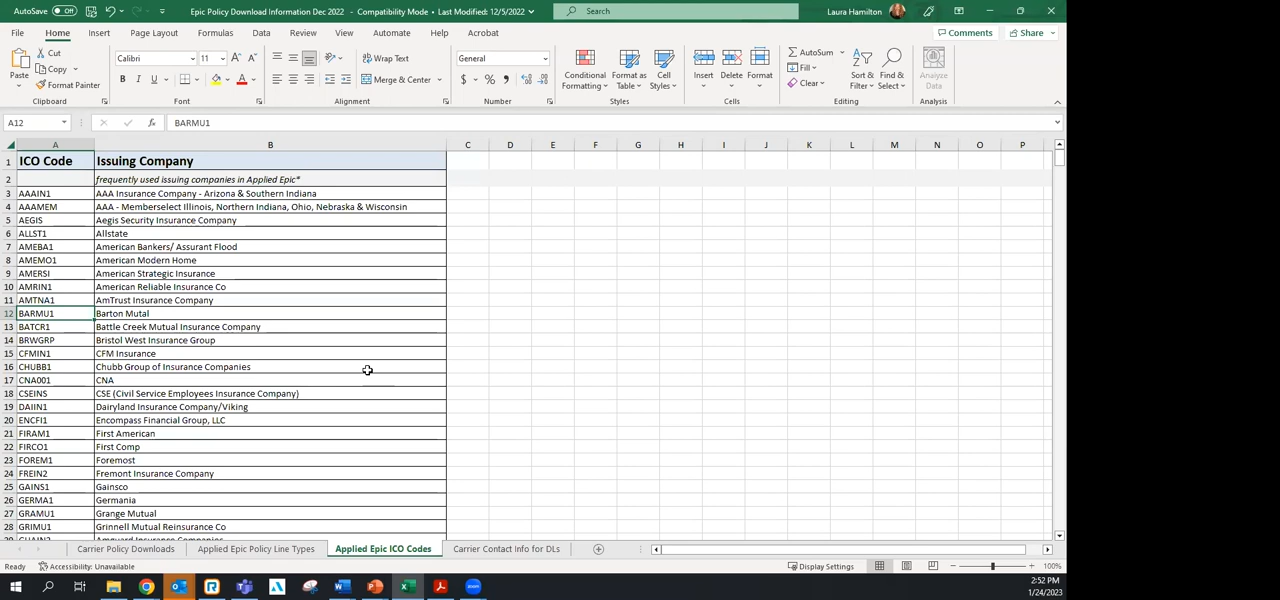 AutoSave Off Epic Policy Download Information Dec 2022 - Compatibility Mode • Last Modified: 12/5/2022 Search Laura Hamilton
File Home Insert Page Layout Formulas Data Review View Automate Help Acrobat Comments Share
Paste Cut Copy Format Painter Calibri 11 B I U Wrap Text Merge & Center General $ % Conditional Formatting Format as Table Cell Styles Insert Delete Format AutoSum Fill Clear Sort & Filter Find & Select Analyze Data
Clipboard Font Alignment Number Styles Cells Editing Analysis
A12 fx BARMU1
A B C D E F G H I J K L M N O P
1 ICO Code Issuing Company
2 frequently used issuing companies in Applied Epic*
3 AAAIN1 AAA Insurance Company - Arizona & Southern Indiana
4 AAAMEM AAA - Memberselect Illinois, Northern Indiana, Ohio, Nebraska & Wisconsin
5 AEGIS Aegis Security Insurance Company
6 ALLST1 Allstate
7 AMEBA1 American Bankers/ Assurant Flood
8 AMEMO1 American Modern Home
9 AMERSI American Strategic Insurance
10 AMRIN1 American Reliable Insurance Co
11 AMTNA1 AmTrust Insurance Company
12 BARMU1 Barton Mutal
13 BATCR1 Battle Creek Mutual Insurance Company
14 BRWGRP Bristol West Insurance Group
15 CFMIN1 CFM Insurance
16 CHUBB1 Chubb Group of Insurance Companies
17 CNA001 CNA
18 CSEINS CSE (Civil Service Employees Insurance Company)
19 DAIIN1 Dairyland Insurance Company/Viking
20 ENCFI1 Encompass Financial Group, LLC
21 FIRAM1 First American
22 FIRCO1 First Comp
23 FOREM1 Foremost
24 FREIN2 Fremont Insurance Company
25 GAINS1 Gainsco
26 GERMA1 Germania
27 GRAMU1 Grange Mutual
28 GRIMU1 Grinnell Mutual Reinsurance Co
Carrier Policy Downloads Applied Epic Policy Line Types Applied Epic ICO Codes Carrier Contact Info for DLs
Ready Accessibility: Unavailable Display Settings 100%
2:52 PM
1/24/2023